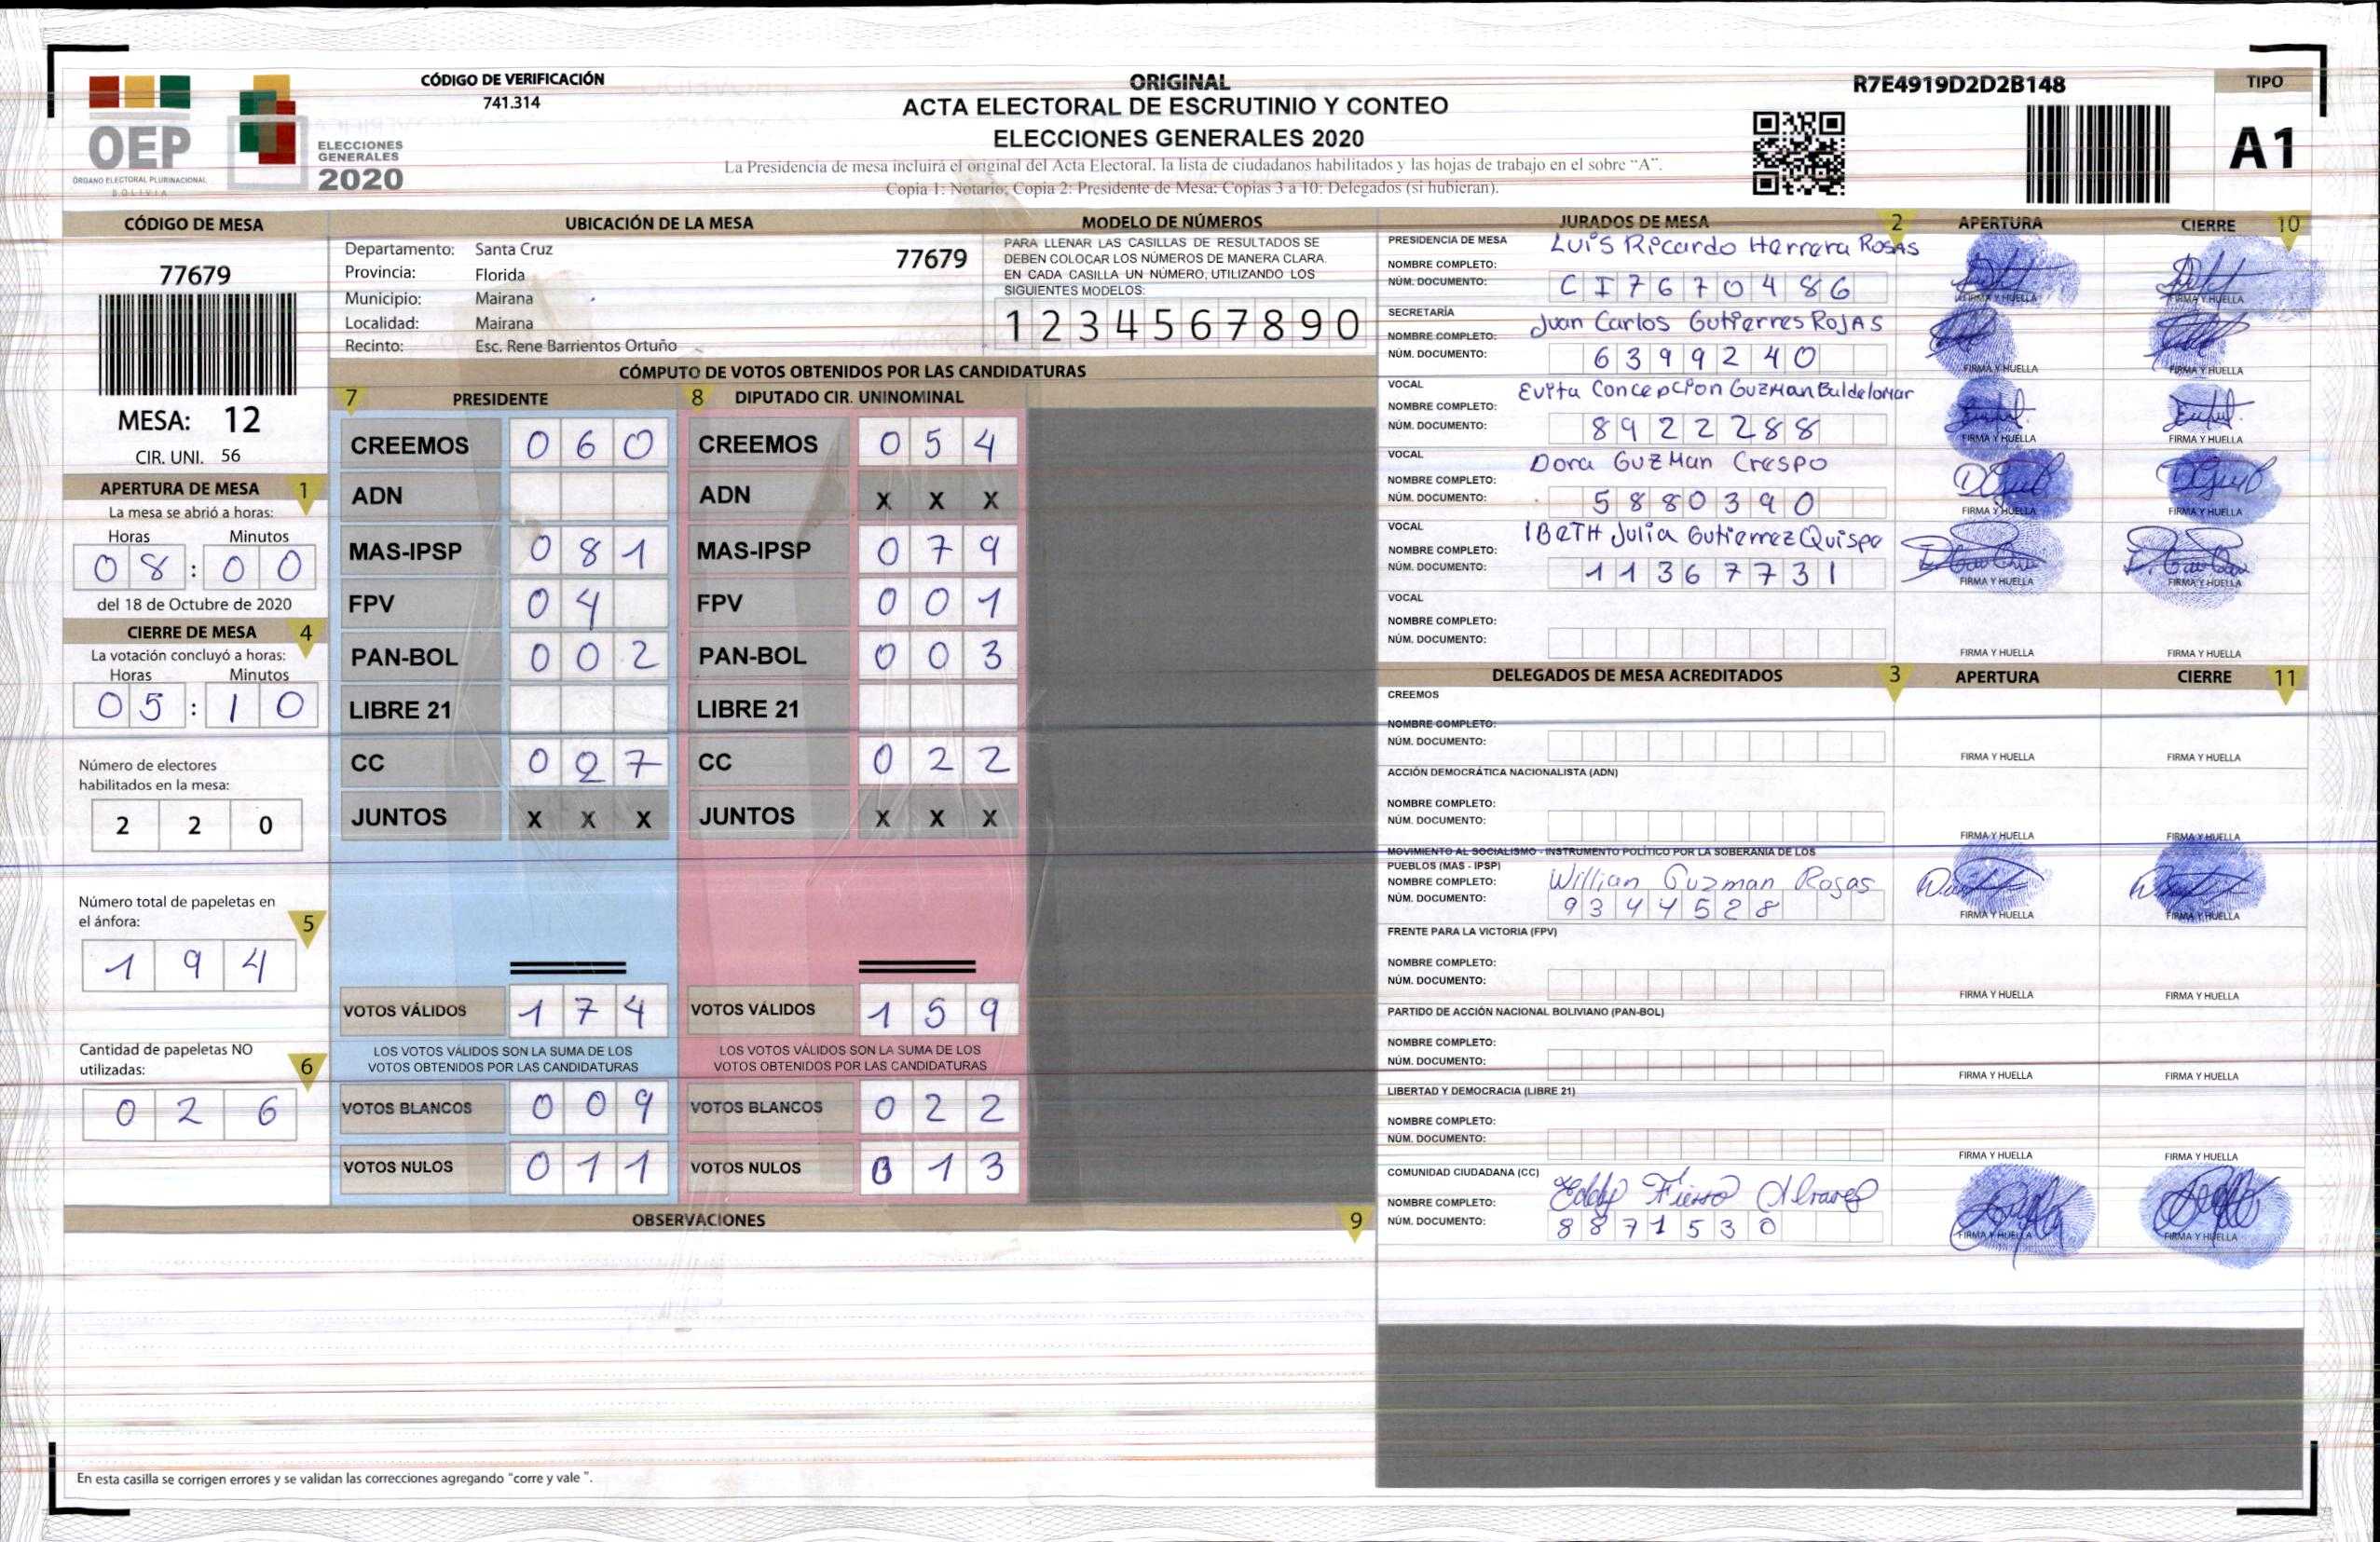 CÓDIGO DE VERIFICACIÓN
741.314
ORIGINAL
ACTA ELECTORAL DE ESCRUTINIO Y CONTEO
ELECCIONES GENERALES 2020
La Presidencia de mesa incluirá el original del Acta Electoral, la lista de ciudadanos habilitados y las hojas de trabajo en el sobre “A”.
Copia 1: Notario; Copia 2: Presidente de Mesa; Copias 3 a 10: Delegados (si hubieran).
R7E4919D2D2B148
TIPO
A1
OEP
ÓRGANO ELECTORAL PLURINACIONAL
BOLIVIA
ELECCIONES
GENERALES
2020
CÓDIGO DE MESA
77679
MESA: 12
CIR. UNI. 56
APERTURA DE MESA 1
La mesa se abrió a horas:
Horas Minutos
08 : 00
del 18 de Octubre de 2020
CIERRE DE MESA 4
La votación concluyó a horas:
Horas Minutos
05 : 10
Número de electores
habilitados en la mesa:
2 2 0
Número total de papeletas en
el ánfora: 5
1 9 4
Cantidad de papeletas NO
utilizadas: 6
0 2 6
UBICACIÓN DE LA MESA
Departamento: Santa Cruz 77679
Provincia: Florida
Municipio: Mairana
Localidad: Mairana
Recinto: Esc. Rene Barrientos Ortuño
MODELO DE NÚMEROS
PARA LLENAR LAS CASILLAS DE RESULTADOS SE
DEBEN COLOCAR LOS NÚMEROS DE MANERA CLARA.
EN CADA CASILLA UN NÚMERO, UTILIZANDO LOS
SIGUIENTES MODELOS:
1 2 3 4 5 6 7 8 9 0
CÓMPUTO DE VOTOS OBTENIDOS POR LAS CANDIDATURAS
7 PRESIDENTE
CREEMOS 0 6 0
ADN
MAS-IPSP 0 8 1
FPV 0 4
PAN-BOL 0 0 2
LIBRE 21
CC 0 2 7
JUNTOS X X X
VOTOS VÁLIDOS 1 7 4
LOS VOTOS VÁLIDOS SON LA SUMA DE LOS
VOTOS OBTENIDOS POR LAS CANDIDATURAS
VOTOS BLANCOS 0 0 9
VOTOS NULOS 0 1 1
8 DIPUTADO CIR. UNINOMINAL
CREEMOS 0 5 4
ADN X X X
MAS-IPSP 0 7 9
FPV 0 0 1
PAN-BOL 0 0 3
LIBRE 21
CC 0 2 2
JUNTOS X X X
VOTOS VÁLIDOS 1 5 9
LOS VOTOS VÁLIDOS SON LA SUMA DE LOS
VOTOS OBTENIDOS POR LAS CANDIDATURAS
VOTOS BLANCOS 0 2 2
VOTOS NULOS 0 1 3
OBSERVACIONES 9
En esta casilla se corrigen errores y se validan las correcciones agregando “corre y vale”.
JURADOS DE MESA 2 APERTURA CIERRE 10
PRESIDENCIA DE MESA
NOMBRE COMPLETO: Luis Riccardo Herrera Rosas
NÚM. DOCUMENTO: CI7670486
FIRMA Y HUELLA FIRMA Y HUELLA
SECRETARÍA
NOMBRE COMPLETO: Juan Carlos Gutierres Rojas
NÚM. DOCUMENTO: 6399240
FIRMA Y HUELLA FIRMA Y HUELLA
VOCAL
NOMBRE COMPLETO: Evita Concepcion Guzman Baldelomar
NÚM. DOCUMENTO: 8922288
FIRMA Y HUELLA FIRMA Y HUELLA
VOCAL
NOMBRE COMPLETO: Dora Guzman Crespo
NÚM. DOCUMENTO: 5880390
FIRMA Y HUELLA FIRMA Y HUELLA
VOCAL
NOMBRE COMPLETO: IBETH Julia Gutierrez Quispe
NÚM. DOCUMENTO: 11367731
FIRMA Y HUELLA FIRMA Y HUELLA
VOCAL
NOMBRE COMPLETO:
NÚM. DOCUMENTO:
FIRMA Y HUELLA FIRMA Y HUELLA
DELEGADOS DE MESA ACREDITADOS 3 APERTURA CIERRE 11
CREEMOS
NOMBRE COMPLETO:
NÚM. DOCUMENTO:
FIRMA Y HUELLA FIRMA Y HUELLA
ACCIÓN DEMOCRÁTICA NACIONALISTA (ADN)
NOMBRE COMPLETO:
NÚM. DOCUMENTO:
FIRMA Y HUELLA FIRMA Y HUELLA
MOVIMIENTO AL SOCIALISMO - INSTRUMENTO POLÍTICO POR LA SOBERANÍA DE LOS
PUEBLOS (MAS - IPSP)
NOMBRE COMPLETO: Willian Guzman Rosas
NÚM. DOCUMENTO: 9344528
FIRMA Y HUELLA FIRMA Y HUELLA
FRENTE PARA LA VICTORIA (FPV)
NOMBRE COMPLETO:
NÚM. DOCUMENTO:
FIRMA Y HUELLA FIRMA Y HUELLA
PARTIDO DE ACCIÓN NACIONAL BOLIVIANO (PAN-BOL)
NOMBRE COMPLETO:
NÚM. DOCUMENTO:
FIRMA Y HUELLA FIRMA Y HUELLA
LIBERTAD Y DEMOCRACIA (LIBRE 21)
NOMBRE COMPLETO:
NÚM. DOCUMENTO:
FIRMA Y HUELLA FIRMA Y HUELLA
COMUNIDAD CIUDADANA (CC)
NOMBRE COMPLETO: Eddy Fierro Alvarez
NÚM. DOCUMENTO: 8871530
FIRMA Y HUELLA FIRMA Y HUELLA